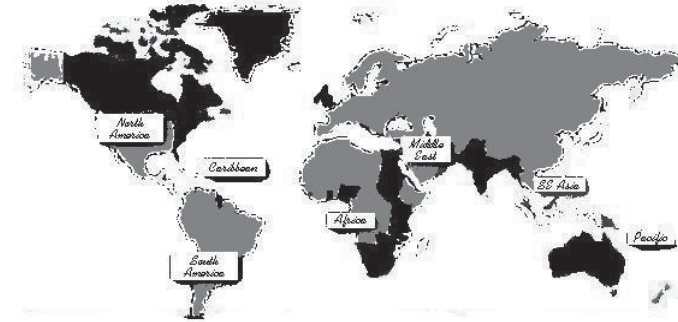 North
America
Caribbean
Middle
East
SE Asia
Africa
Pacific
South
America